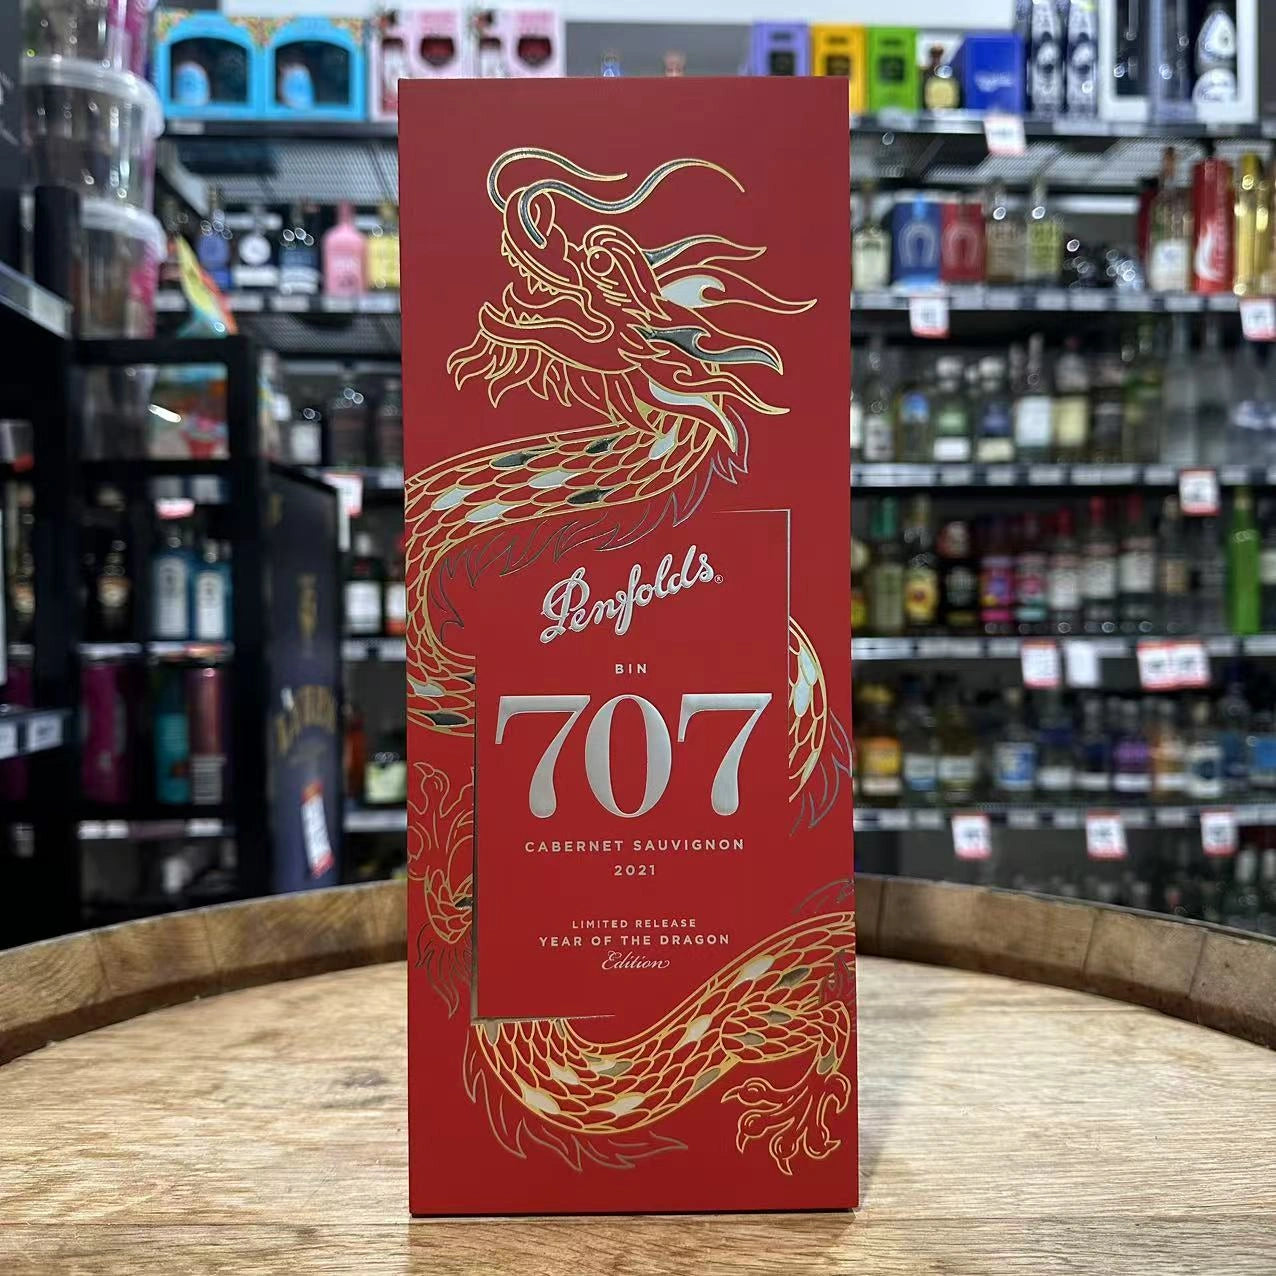 Penfolds®
BIN
707
CABERNET SAUVIGNON
2021
LIMITED RELEASE
YEAR OF THE DRAGON
Edition